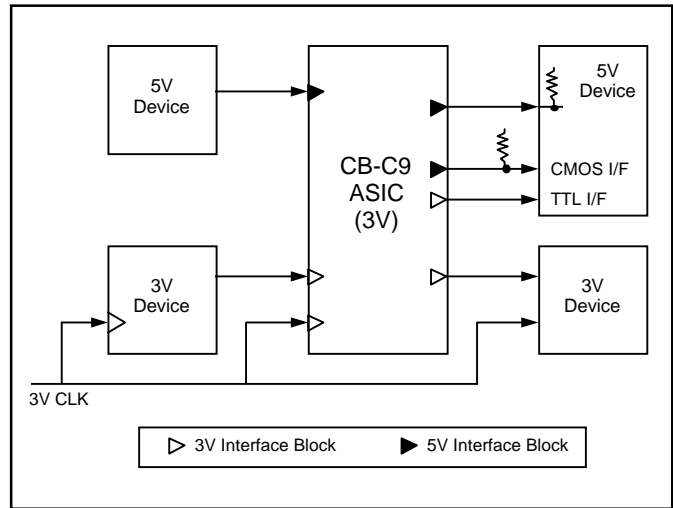 5V
Device
CB-C9
ASIC
(3V)
5V
Device
CMOS I/F
TTL I/F
3V
Device
3V
Device
3V CLK
3V Interface Block
5V Interface Block